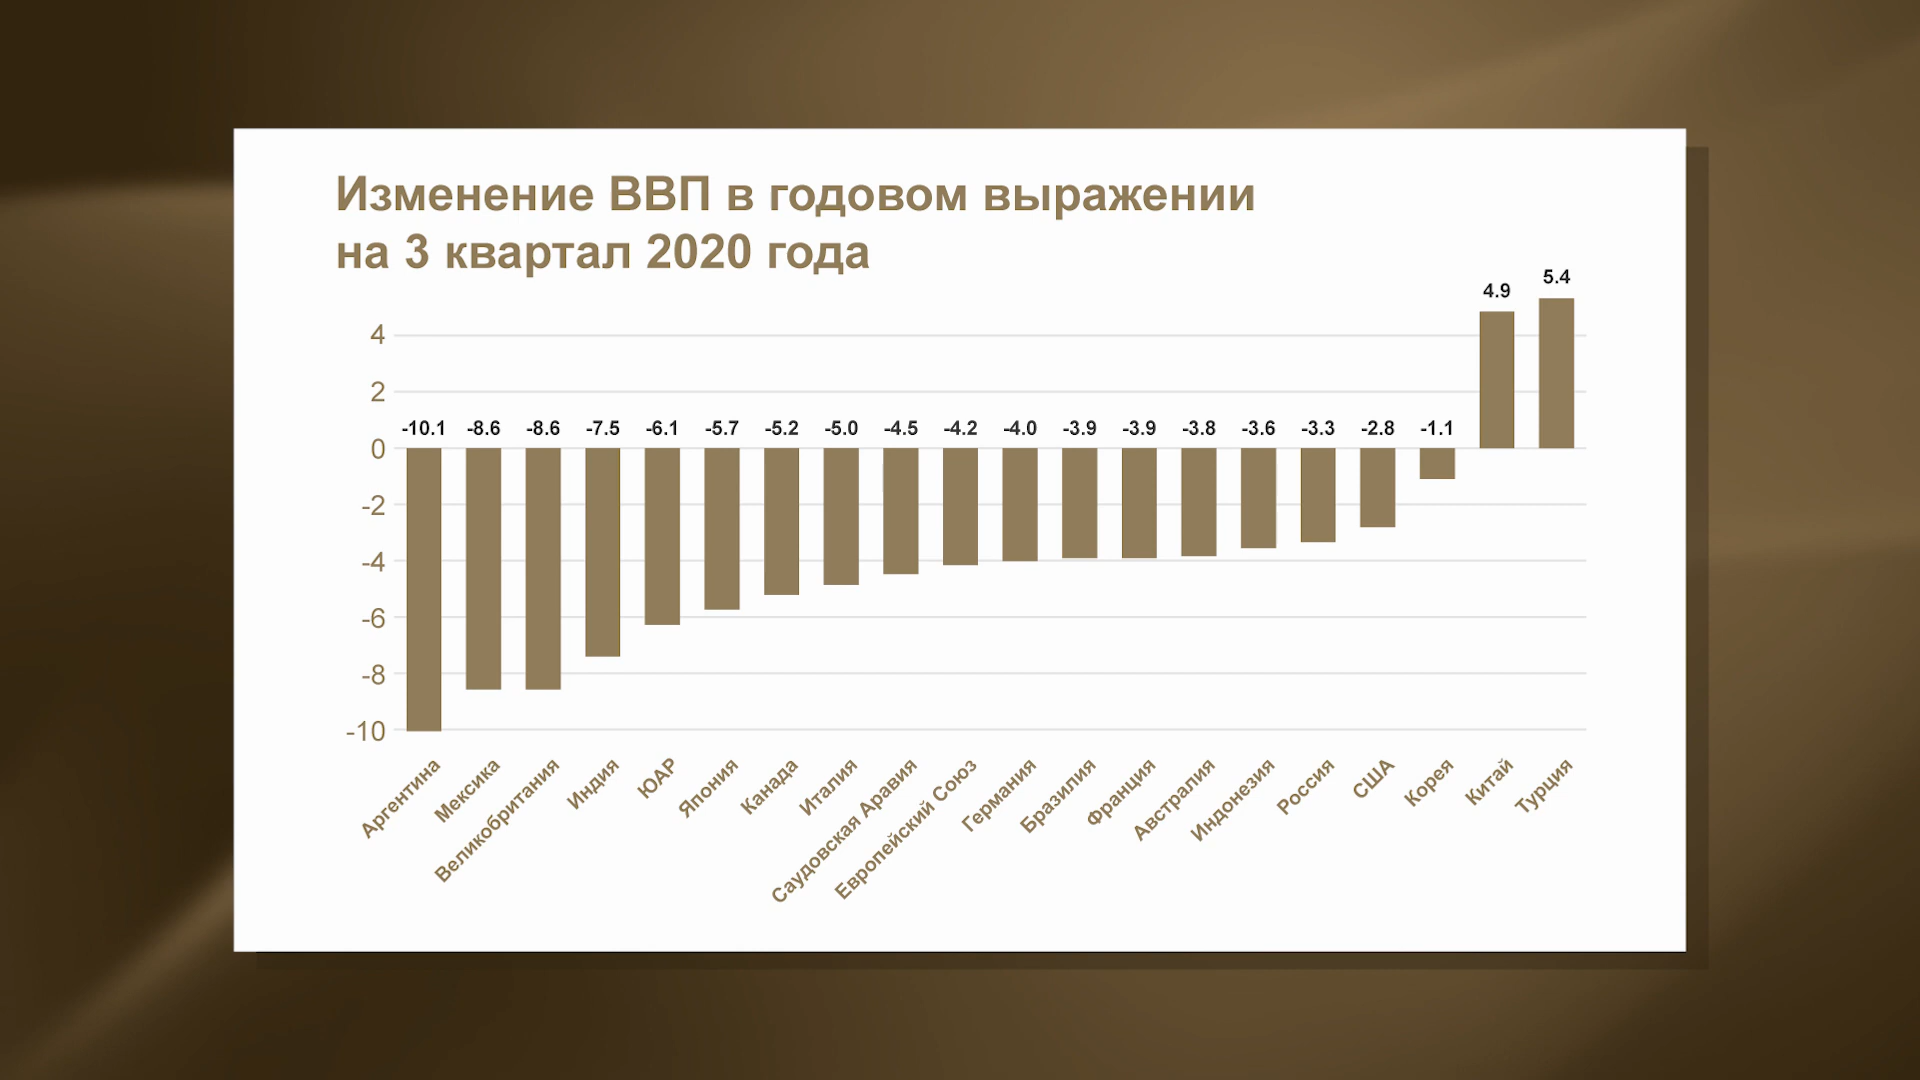 Изменение ВВП в годовом выражении
на 3 квартал 2020 года
5.4
4.9
4
2
-10.1 -8.6 -8.6 -7.5 -6.1 -5.7 -5.2 -5.0 -4.5 -4.2 -4.0 -3.9 -3.9 -3.8 -3.6 -3.3 -2.8 -1.1
0
-2
-4
-6
-8
-10
Аргентина
Мексика
Великобритания
Индия
ЮАР
Япония
Канада
Италия
Саудовская Аравия
Европейский Союз
Германия
Бразилия
Франция
Австралия
Индонезия
Россия
США
Корея
Китай
Турция